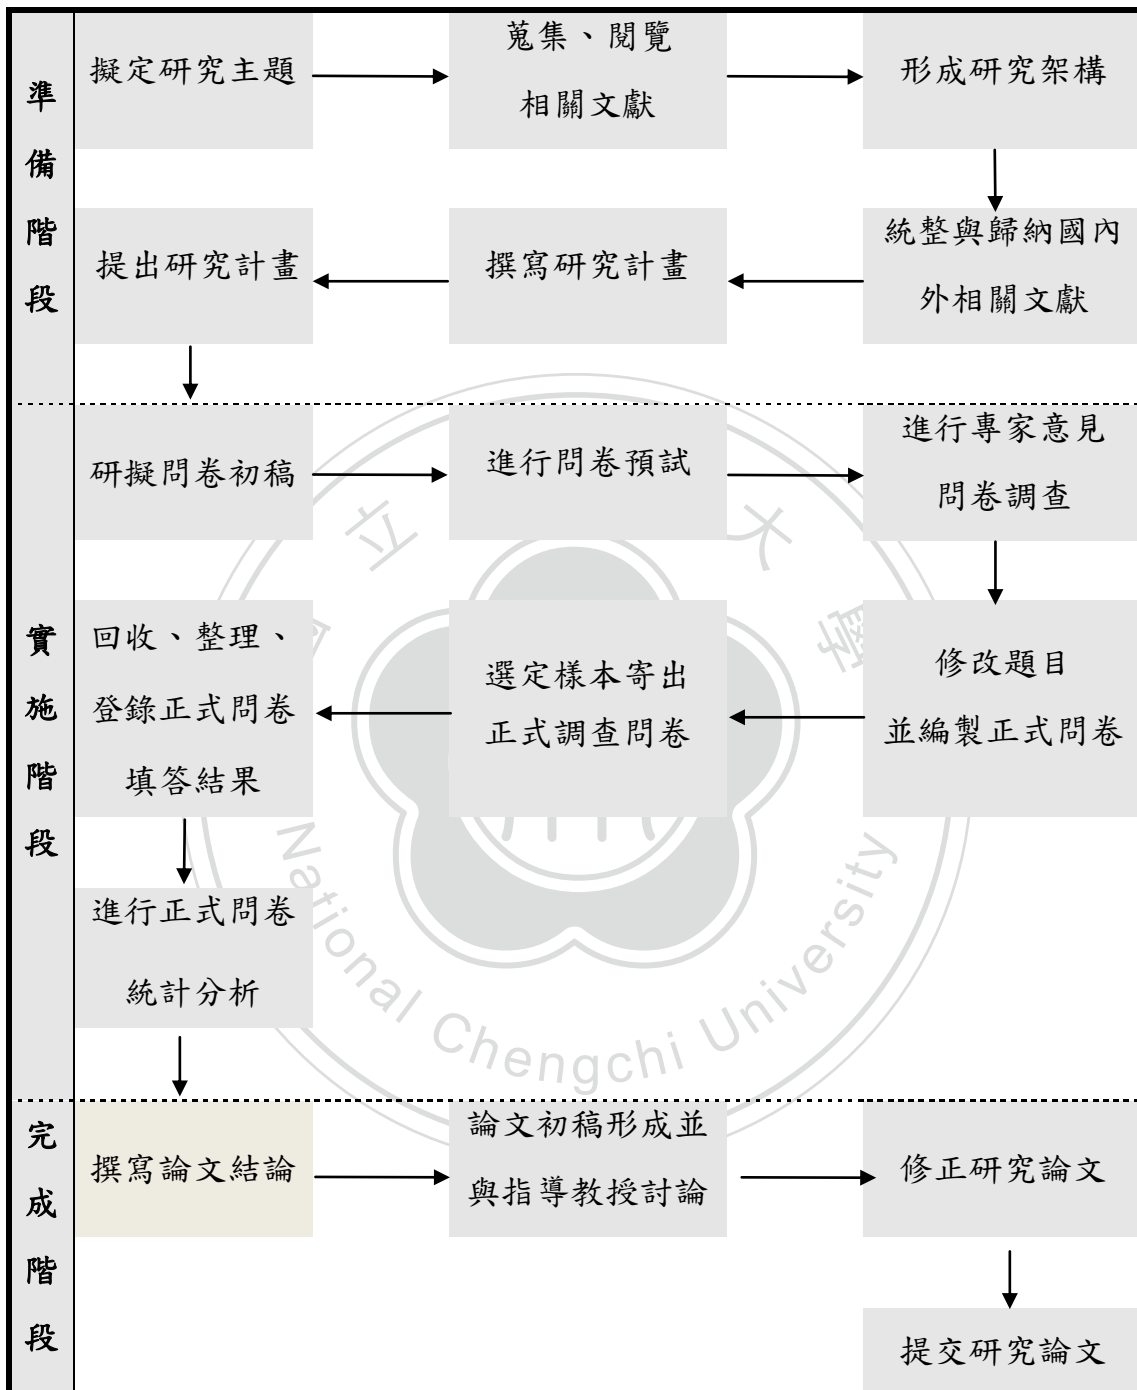 準備階段
擬定研究主題
蒐集、閱覽
相關文獻
形成研究架構
統整與歸納國內
外相關文獻
撰寫研究計畫
提出研究計畫
實施階段
研擬問卷初稿
進行問卷預試
進行專家意見
問卷調查
修改題目
並編製正式問卷
選定樣本寄出
正式調查問卷
回收、整理、
登錄正式問卷
填答結果
進行正式問卷
統計分析
完成階段
撰寫論文結論
論文初稿形成並
與指導教授討論
修正研究論文
提交研究論文
立
大
學
National Chengchi University